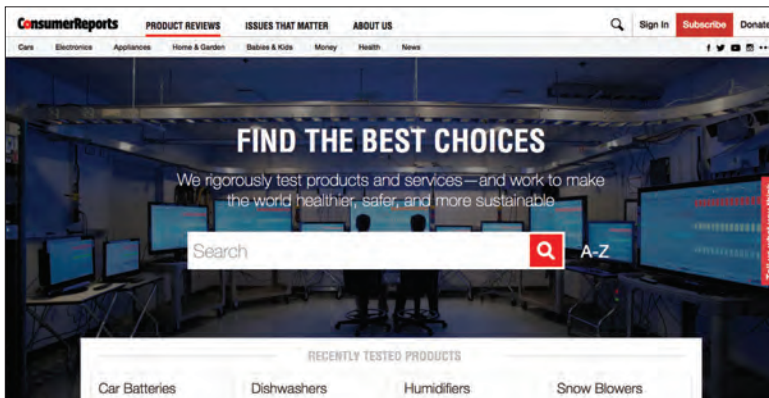 ConsumerReports PRODUCT REVIEWS ISSUES THAT MATTER ABOUT US Sign In Subscribe Donate
Cars Electronics Appliances Home & Garden Babies & Kids Money Health News
FIND THE BEST CHOICES
We rigorously test products and services—and work to make
the world healthier, safer, and more sustainable
Search A-Z
RECENTLY TESTED PRODUCTS
Car Batteries Dishwashers Humidifiers Snow Blowers